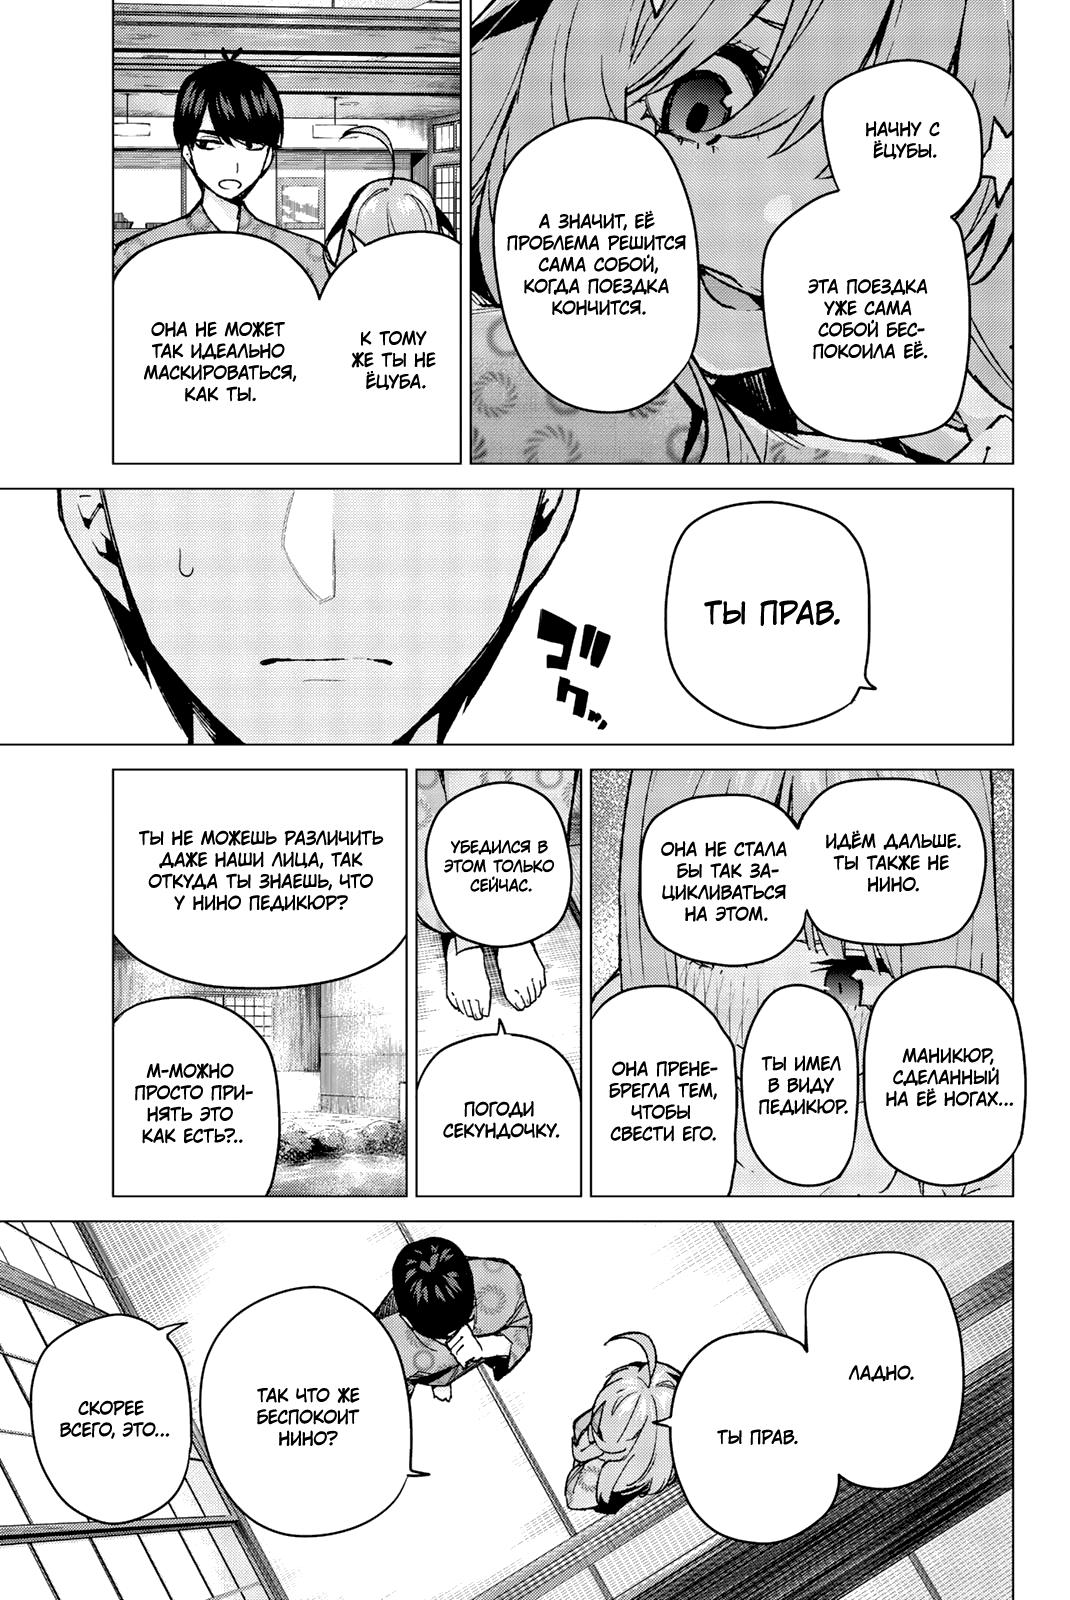 НАЧНУ С
ЁЦУБЫ.
ЭТА ПОЕЗДКА
УЖЕ САМА
СОБОЙ БЕС-
ПОКОИЛА ЕЁ.
А ЗНАЧИТ, ЕЁ
ПРОБЛЕМА РЕШИТСЯ
САМА СОБОЙ,
КОГДА ПОЕЗДКА
КОНЧИТСЯ.
К ТОМУ
ЖЕ ТЫ НЕ
ЁЦУБА.
ОНА НЕ МОЖЕТ
ТАК ИДЕАЛЬНО
МАСКИРОВАТЬСЯ,
КАК ТЫ.
ТЫ ПРАВ.
ゴクッ
ИДЁМ ДАЛЬШЕ.
ТЫ ТАКЖЕ НЕ
НИНО.
ОНА НЕ СТАЛА
БЫ ТАК ЗА-
ЦИКЛИВАТЬСЯ
НА ЭТОМ.
МАНИКЮР,
СДЕЛАННЫЙ
НА ЕЁ НОГАХ...
ТЫ ИМЕЛ
В ВИДУ
ПЕДИКЮР.
ОНА ПРЕНЕ-
БРЕГЛА ТЕМ,
ЧТОБЫ
СВЕСТИ ЕГО.
УБЕДИЛСЯ В
ЭТОМ ТОЛЬКО
СЕЙЧАС.
ПОГОДИ
СЕКУНДОЧКУ.
ТЫ НЕ МОЖЕШЬ РАЗЛИЧИТЬ
ДАЖЕ НАШИ ЛИЦА, ТАК
ОТКУДА ТЫ ЗНАЕШЬ, ЧТО
У НИНО ПЕДИКЮР?
М-МОЖНО
ПРОСТО ПРИ-
НЯТЬ ЭТО
КАК ЕСТЬ?..
ЛАДНО.
ТЫ ПРАВ.
ТАК ЧТО ЖЕ
БЕСПОКОИТ
НИНО?
СКОРЕЕ
ВСЕГО, ЭТО...